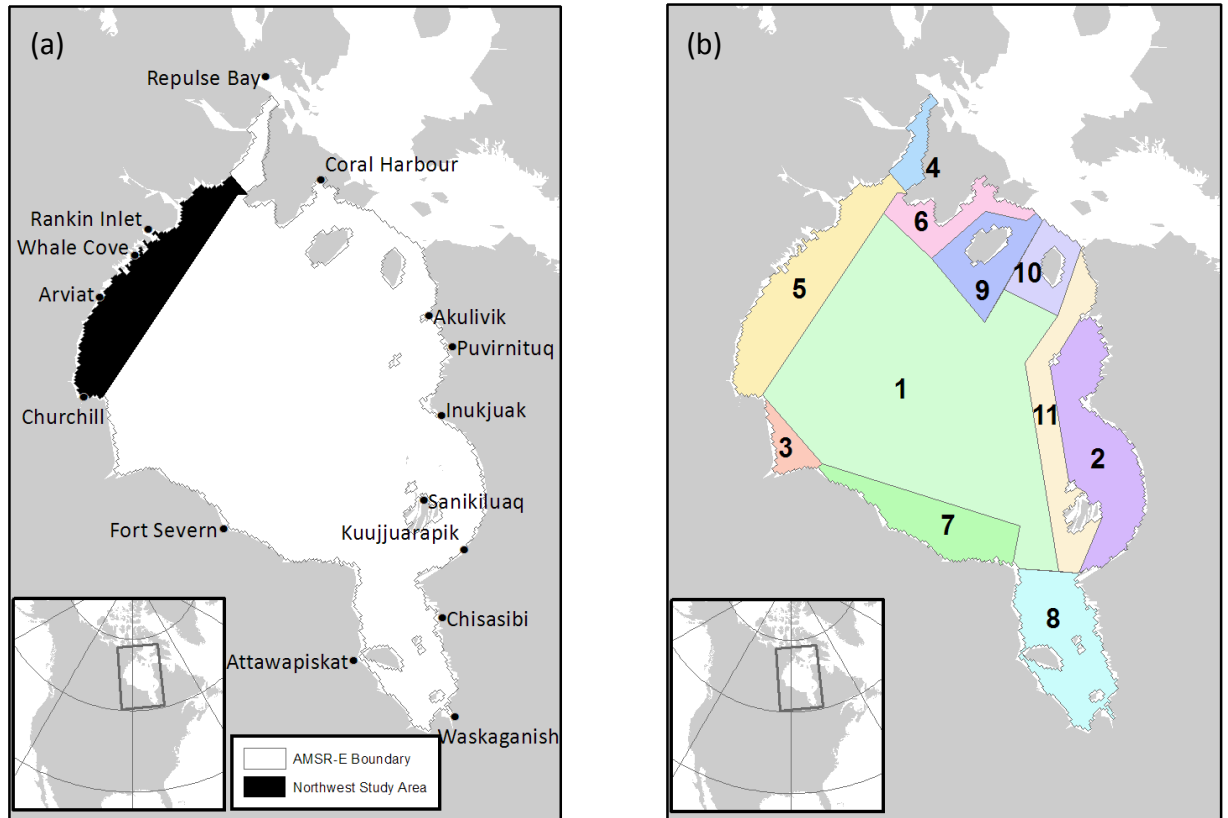 (a)
Repulse Bay
Coral Harbour
Rankin Inlet
Whale Cove
Arviat
Akulivik
Puvirnituq
Churchill
Inukjuak
Sanikiluaq
Fort Severn
Kuujjuarapik
Chisasibi
Attawapiskat
Waskaganish
AMSR-E Boundary
Northwest Study Area
(b)
4
6
10
5
9
1
11
3
2
7
8